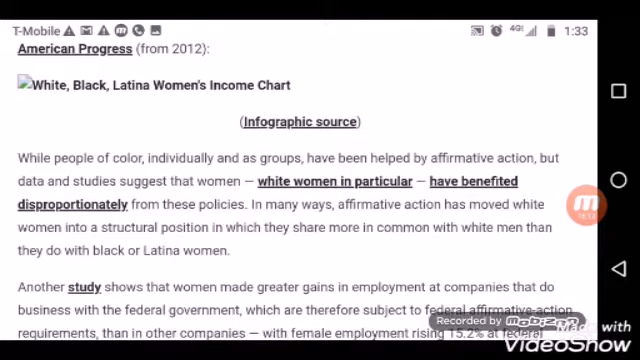 T-Mobile 4G 1:33
American Progress (from 2012):
White, Black, Latina Women's Income Chart
(Infographic source)
While people of color, individually and as groups, have been helped by affirmative action, but
data and studies suggest that women — white women in particular — have benefited
disproportionately from these policies. In many ways, affirmative action has moved white
women into a structural position in which they share more in common with white men than
they do with black or Latina women.
Another study shows that women made greater gains in employment at companies that do
business with the federal government, which are therefore subject to federal affirmative-action
requirements, than in other companies — with female employment rising 15.2% at federal
Recorded by mobizen
Made with
VideoShow